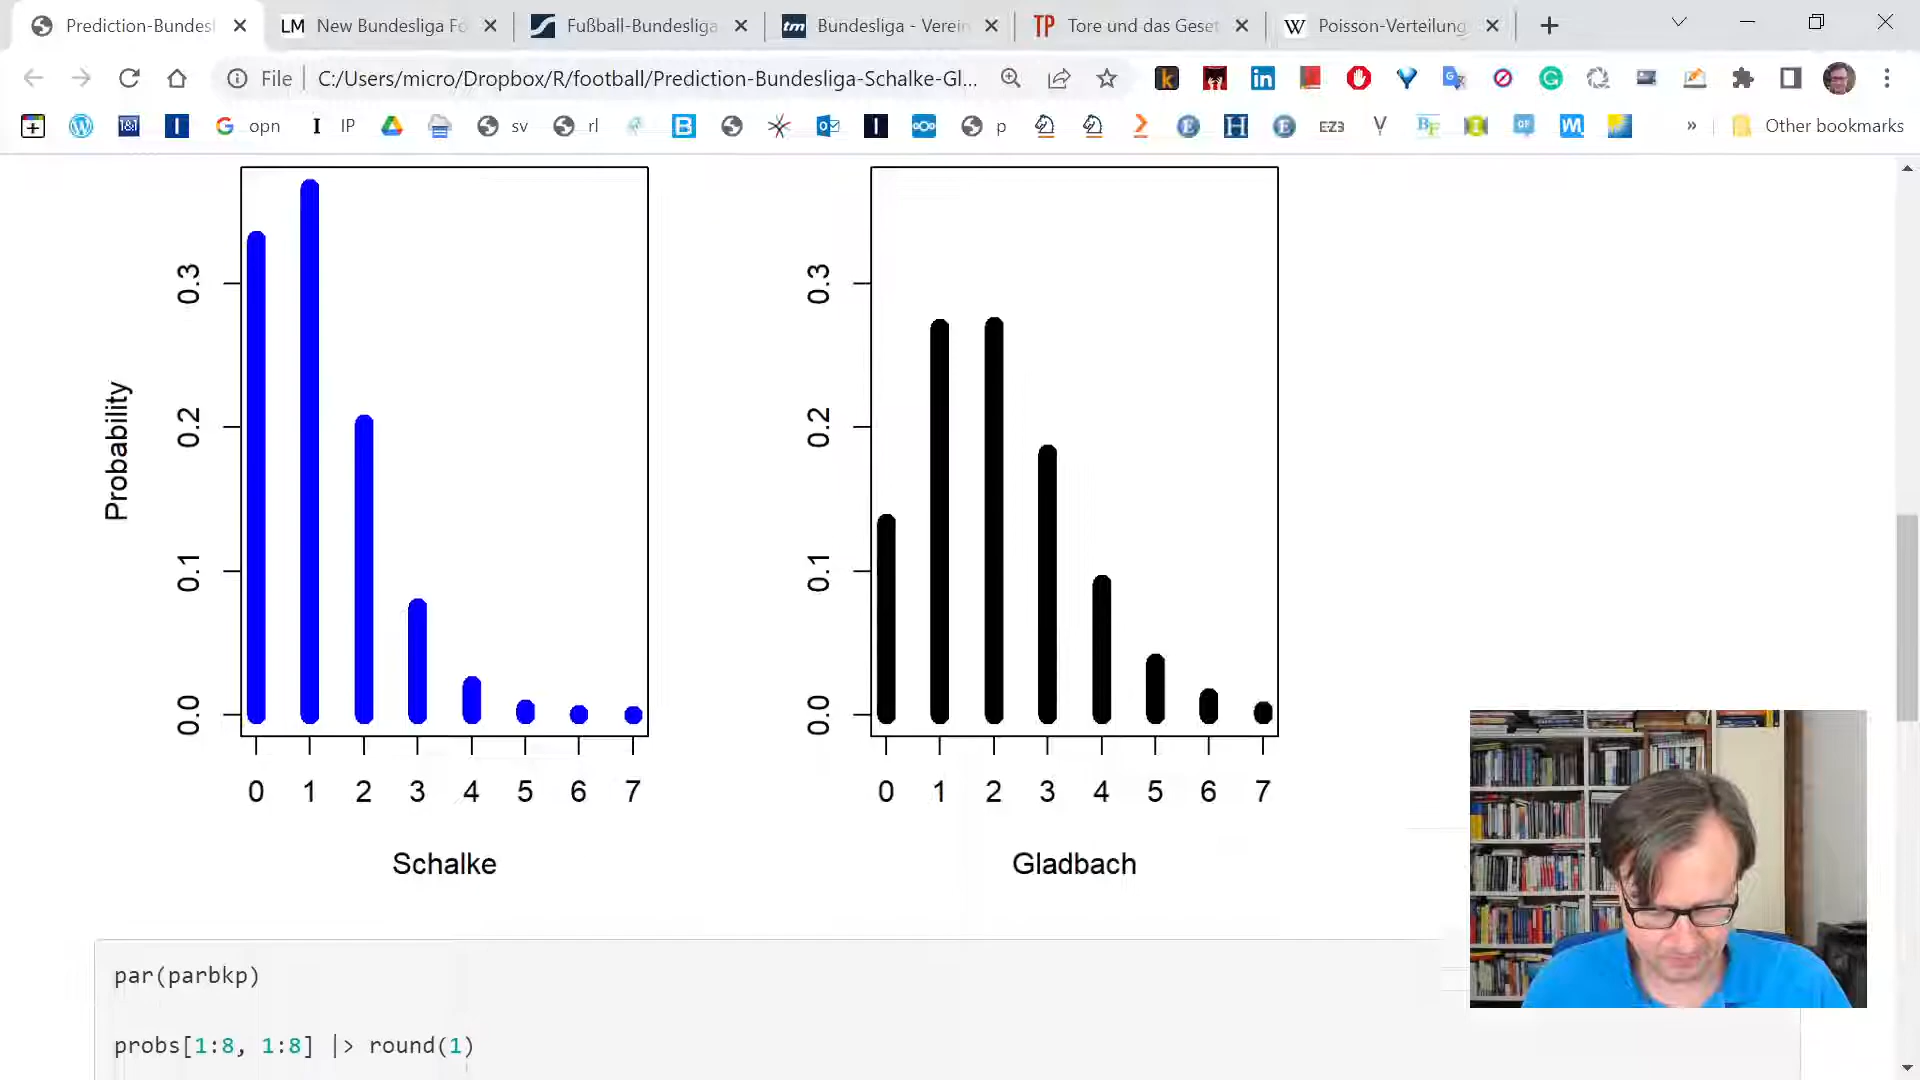 Prediction-Bundesl
LM New Bundesliga Fo
Fußball-Bundesliga
tm Bundesliga - Verein
TP Tore und das Geset
W Poisson-Verteilung
File
C:/Users/micro/Dropbox/R/football/Prediction-Bundesliga-Schalke-Gl...
opn
IP
sv
rl
p
Other bookmarks
Probability
0.3
0.2
0.1
0.0
0 1 2 3 4 5 6 7
Schalke
0.3
0.2
0.1
0.0
0 1 2 3 4 5 6 7
Gladbach
par(parbkp)
probs[1:8, 1:8] |> round(1)